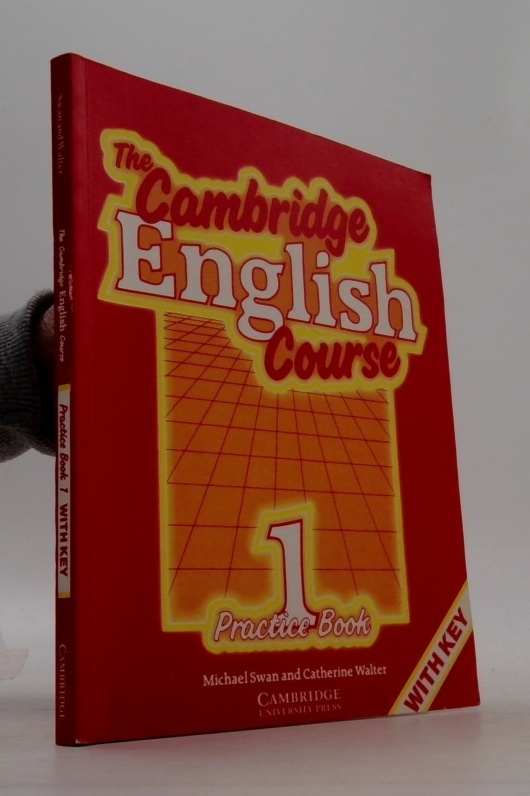 The
Cambridge
English
Course
1
Practice Book
Michael Swan and Catherine Walter
CAMBRIDGE
UNIVERSITY PRESS
WITH KEY
Swan and Walter
The Cambridge English Course
Practice Book 1 WITH KEY
CAMBRIDGE